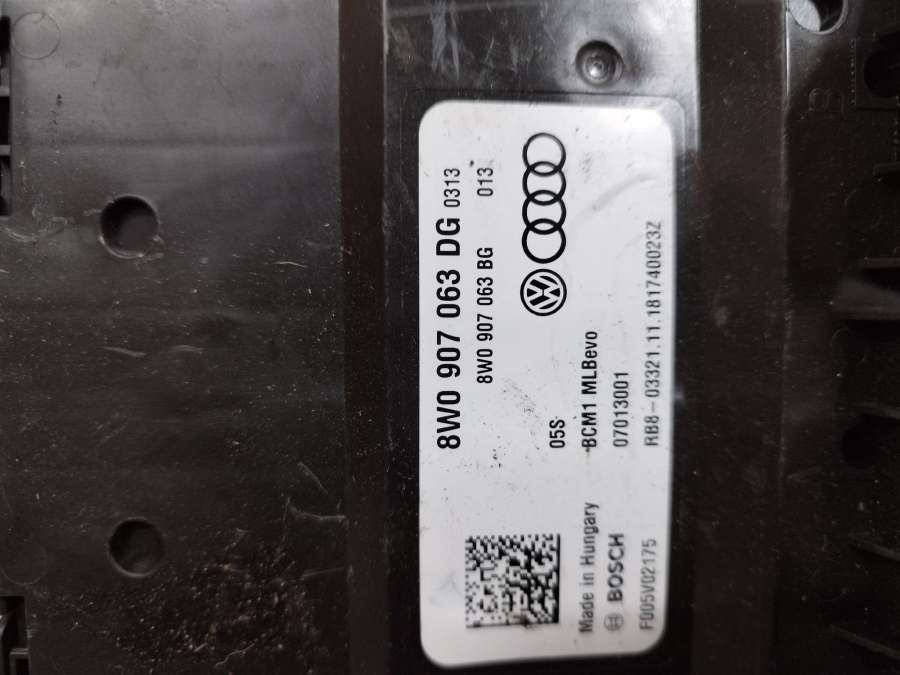 8W0 907 063 DG 0313
8W0 907 063 BG 013
05S
BCM1 MLBevo
07013001
RB8-03321.11.181740023Z
Made in Hungary
BOSCH
F005V02175